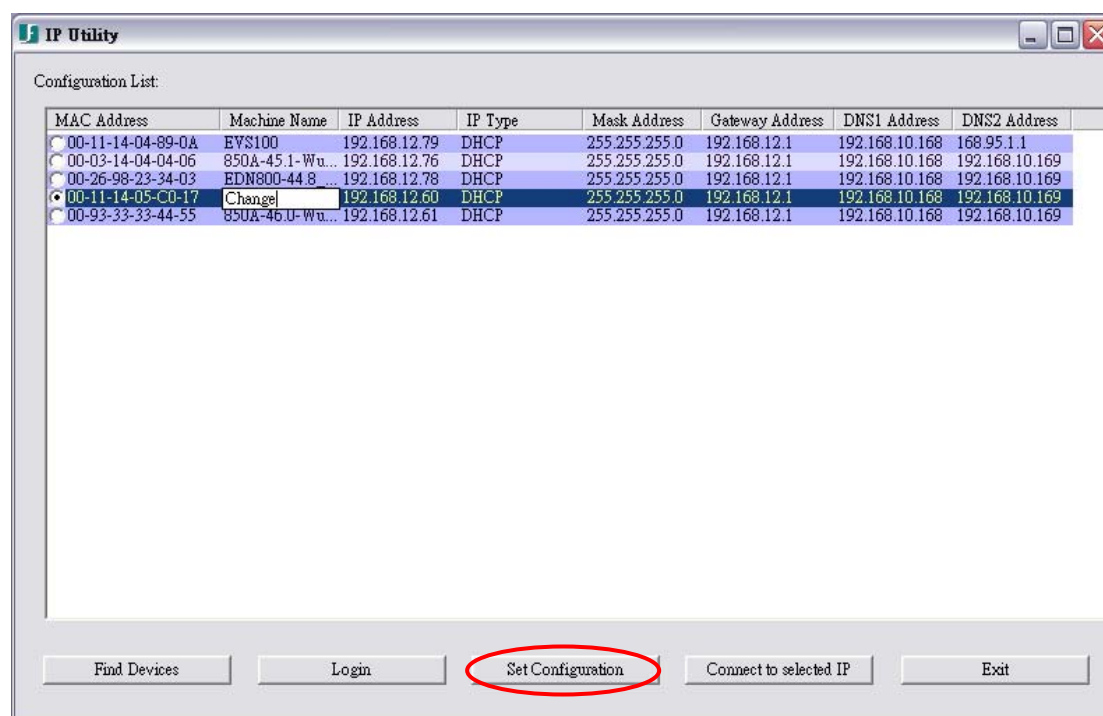 IP Utility
Configuration List:
MAC Address Machine Name IP Address IP Type Mask Address Gateway Address DNS1 Address DNS2 Address
00-11-14-04-89-0A EVS100 192.168.12.79 DHCP 255.255.255.0 192.168.12.1 192.168.10.168 168.95.1.1
00-03-14-04-04-06 850A-45.1-Wu... 192.168.12.76 DHCP 255.255.255.0 192.168.12.1 192.168.10.168 192.168.10.169
00-26-98-23-34-03 EDN800-44.8_... 192.168.12.78 DHCP 255.255.255.0 192.168.12.1 192.168.10.168 192.168.10.169
00-11-14-05-C0-17 Change 192.168.12.60 DHCP 255.255.255.0 192.168.12.1 192.168.10.168 192.168.10.169
00-93-33-33-44-55 850A-46.0-Wu... 192.168.12.61 DHCP 255.255.255.0 192.168.12.1 192.168.10.168 192.168.10.169
Find Devices Login Set Configuration Connect to selected IP Exit